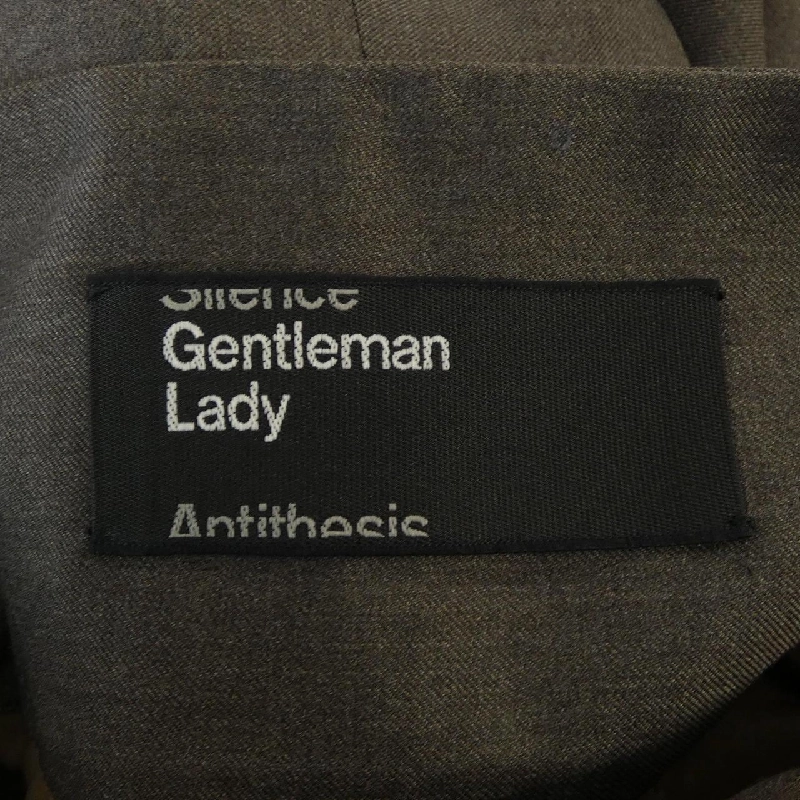 Silence
Gentleman
Lady
Antithesis